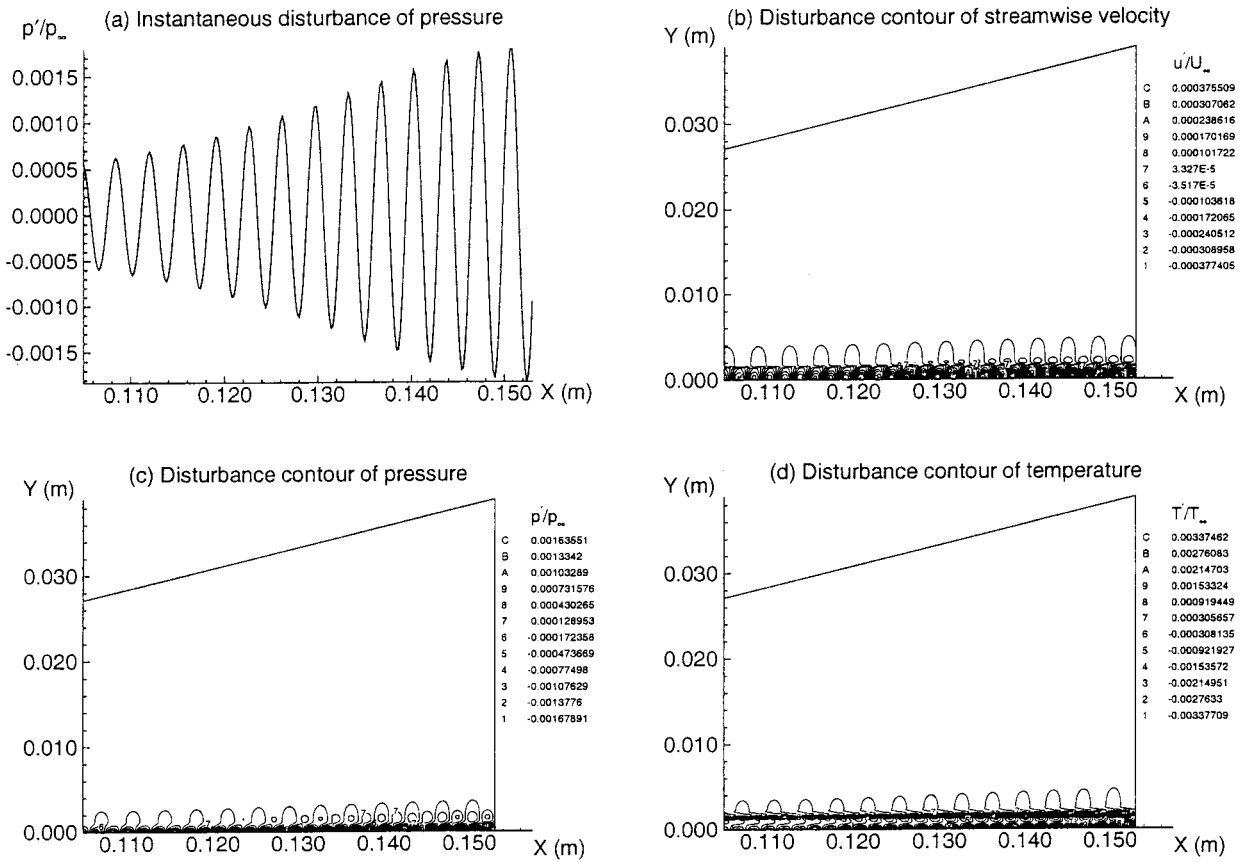 (a) Instantaneous disturbance of pressure
p'/p∞
0.0015
0.0010
0.0005
0.0000
-0.0005
-0.0010
-0.0015
0.110 0.120 0.130 0.140 0.150 X (m)
(b) Disturbance contour of streamwise velocity
Y (m)
0.030
0.020
0.010
0.000
0.110 0.120 0.130 0.140 0.150
X (m)
u'/U∞
C 0.000375509
B 0.000307062
A 0.000238616
9 0.000170169
8 0.000101722
7 3.327E-5
6 -3.517E-5
5 -0.000103618
4 -0.000172065
3 -0.000240512
2 -0.000308958
1 -0.000377405
(c) Disturbance contour of pressure
Y (m)
0.030
0.020
0.010
0.000
0.110 0.120 0.130 0.140 0.150
X (m)
p'/p∞
C 0.00163551
B 0.0013342
A 0.00103289
9 0.000731576
8 0.000430265
7 0.000128953
6 -0.000172358
5 -0.000473669
4 -0.00077498
3 -0.00107629
2 -0.0013776
1 -0.00167891
(d) Disturbance contour of temperature
Y (m)
0.030
0.020
0.010
0.000
0.110 0.120 0.130 0.140 0.150
X (m)
T'/T∞
C 0.00337462
B 0.00276083
A 0.00214703
9 0.00153324
8 0.000919449
7 0.000305657
6 -0.000308135
5 -0.000921927
4 -0.00153572
3 -0.00214951
2 -0.0027633
1 -0.00337709